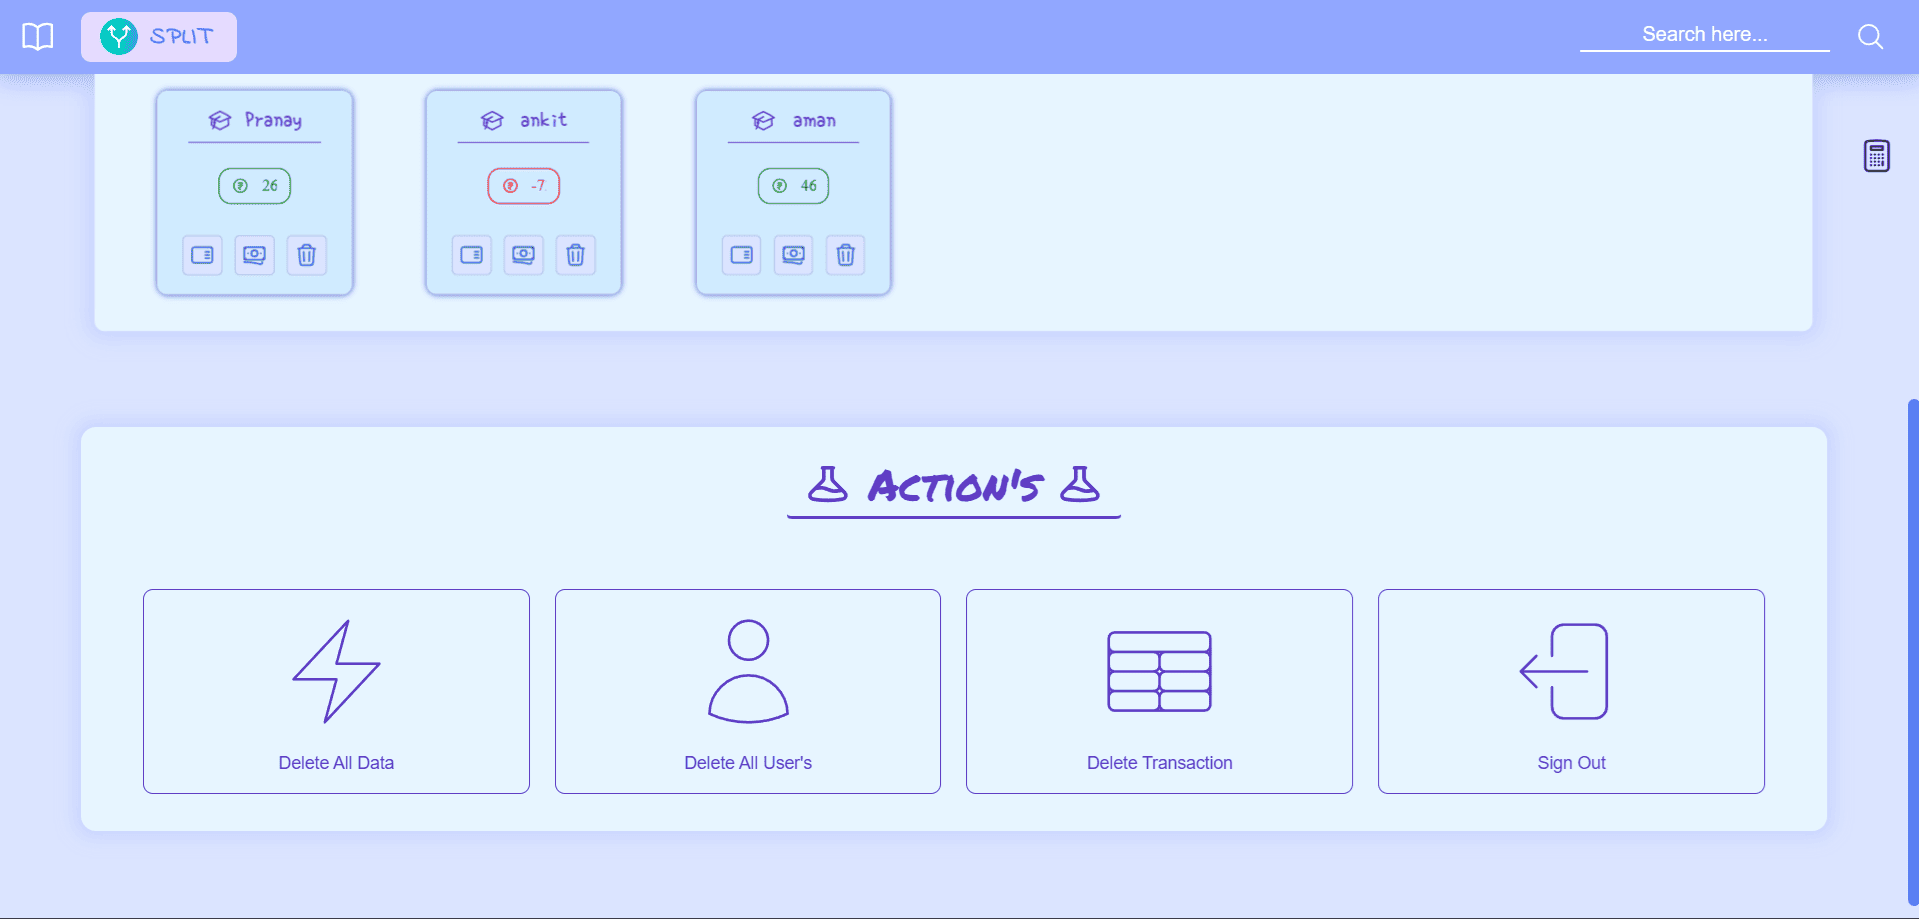 SPLIT
Search here...
Pranay
ankit
aman
26
-7
46
Action's
Delete All Data
Delete All User's
Delete Transaction
Sign Out